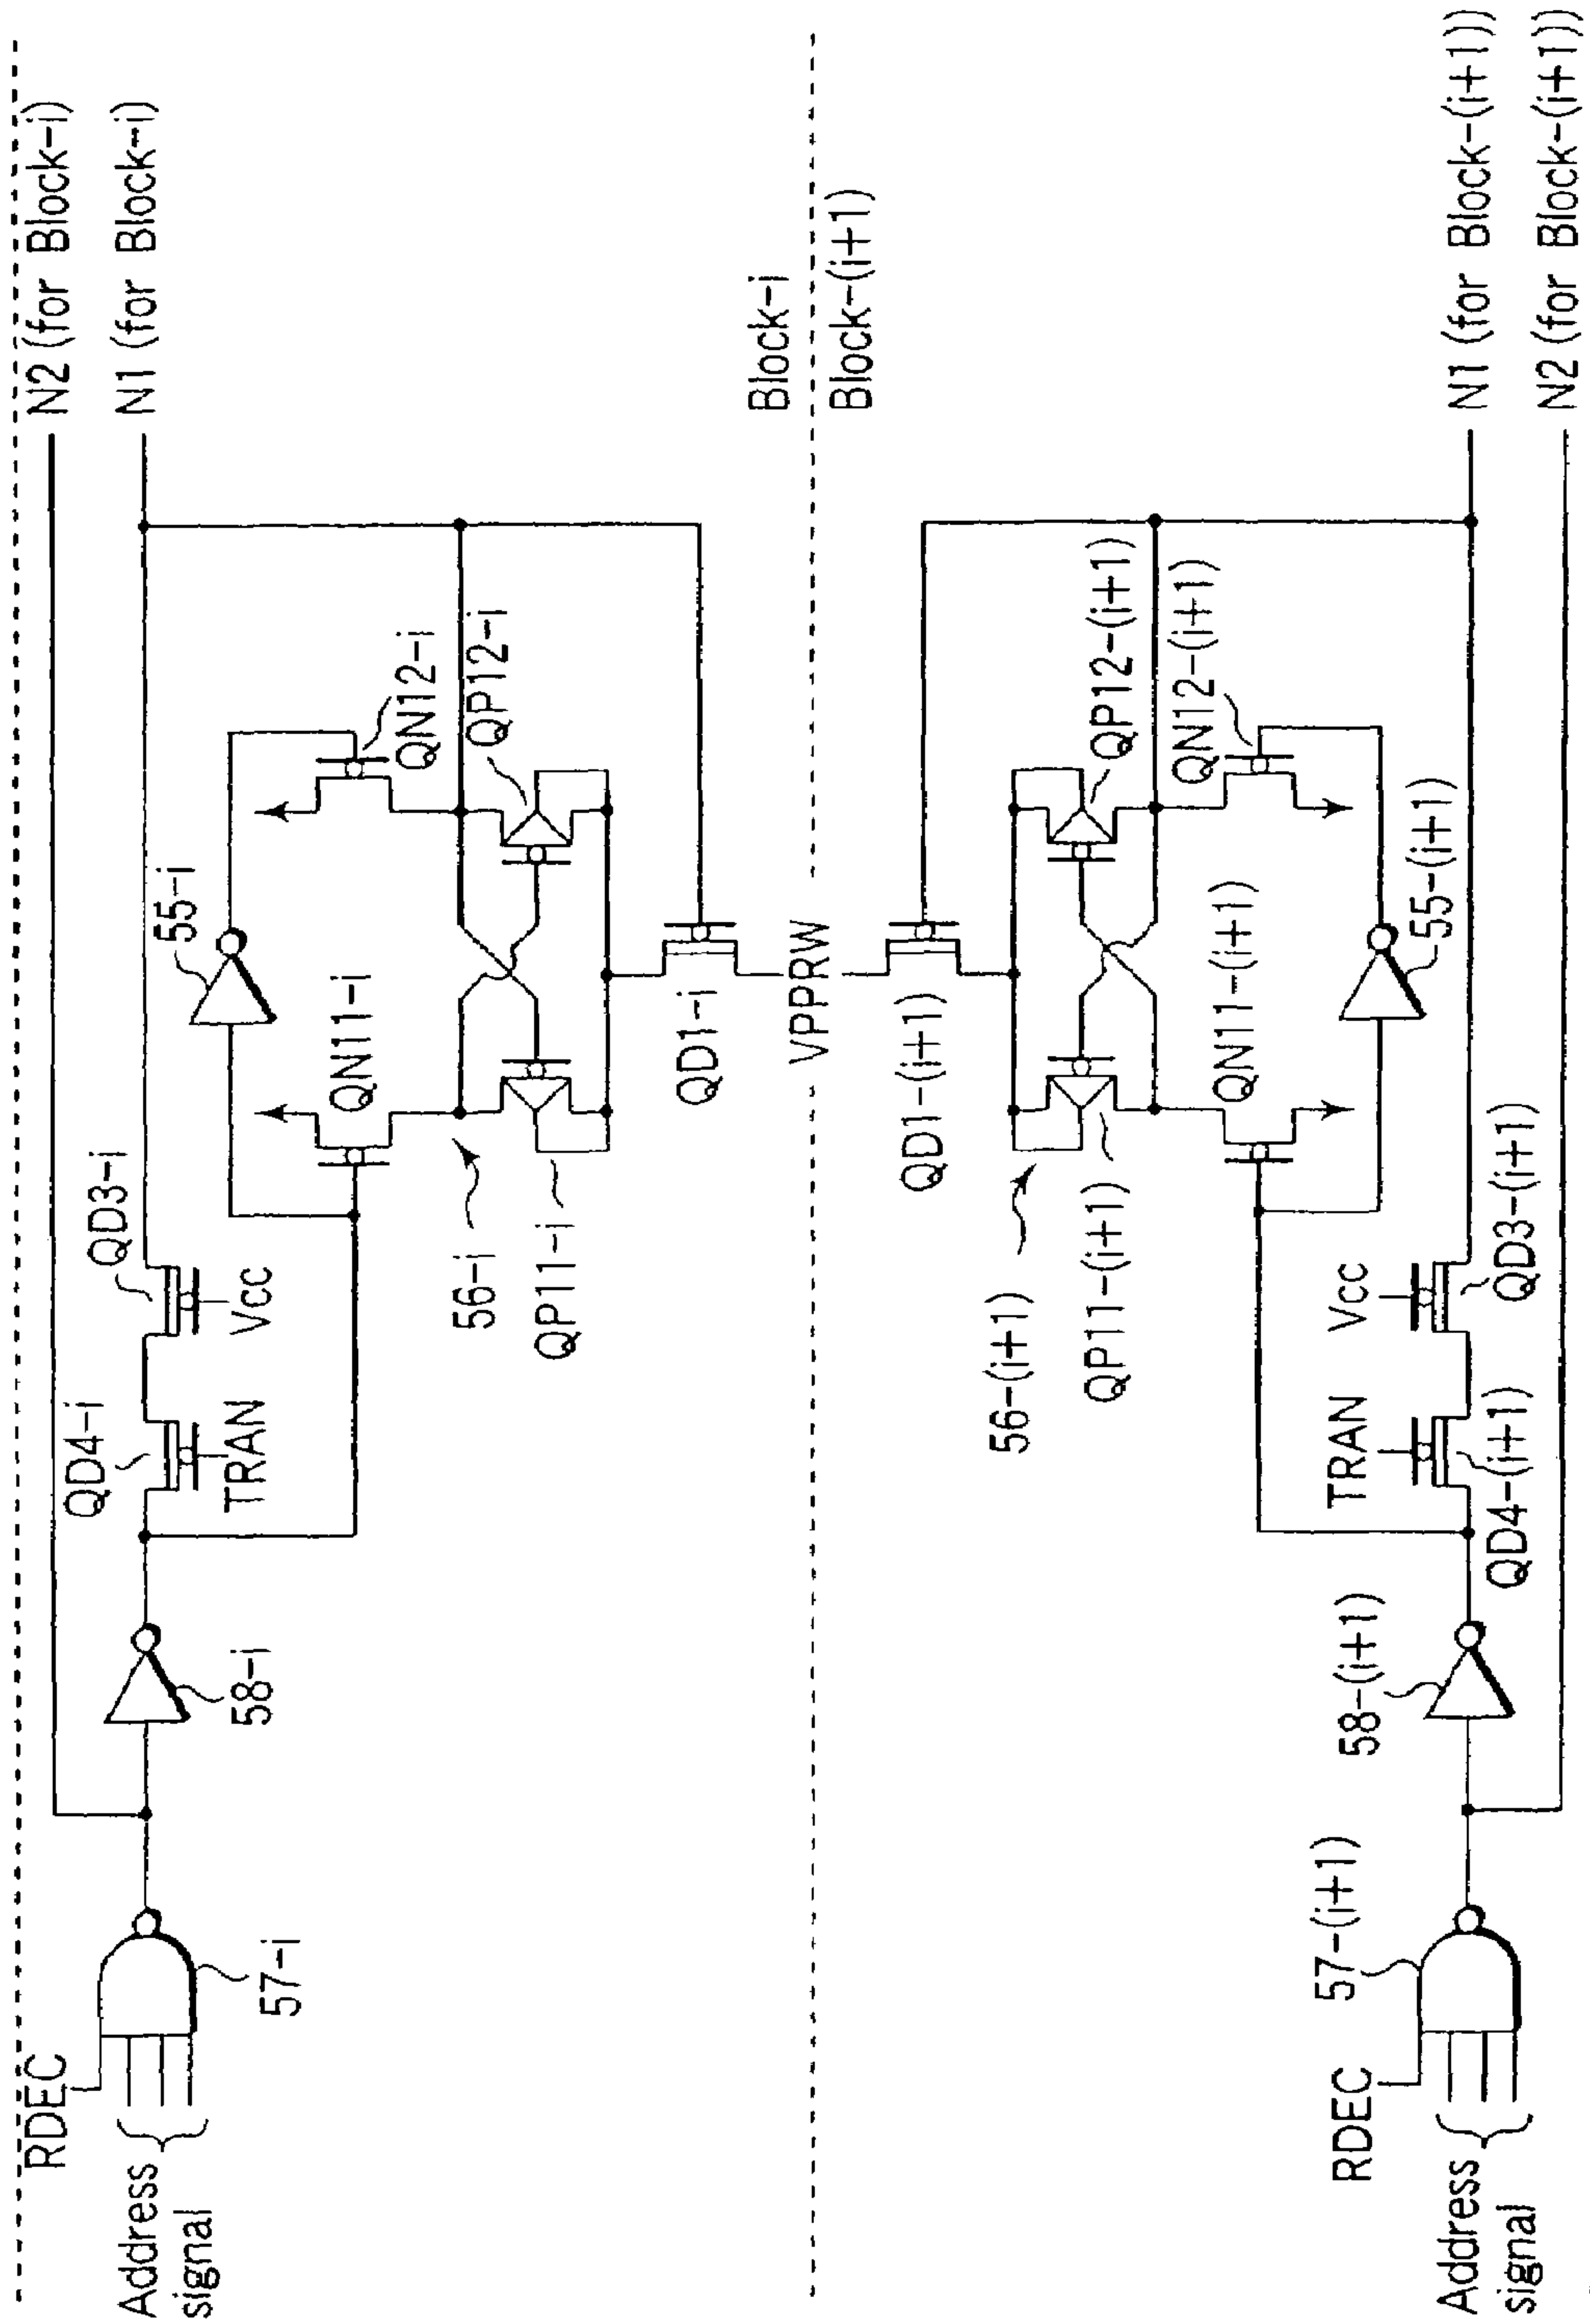 N2 (for Block-i)
N1 (for Block-i)
RDEC
Address
signal
57-i
58-i
QD4-i
TRAN
QD3-i
Vcc
55-i
QN11-i
QN12-i
56-i
QP11-i
QP12-i
QD1-i
Block-i
VPPRW
Block-(i+1)
QD1-(i+1)
56-(i+1)
QP11-(i+1)
QP12-(i+1)
QN12-(i+1)
QN11-(i+1)
55-(i+1)
Vcc
TRAN
QD3-(i+1)
QD4-(i+1)
58-(i+1)
57-(i+1)
RDEC
Address
signal
N1 (for Block-(i+1))
N2 (for Block-(i+1))